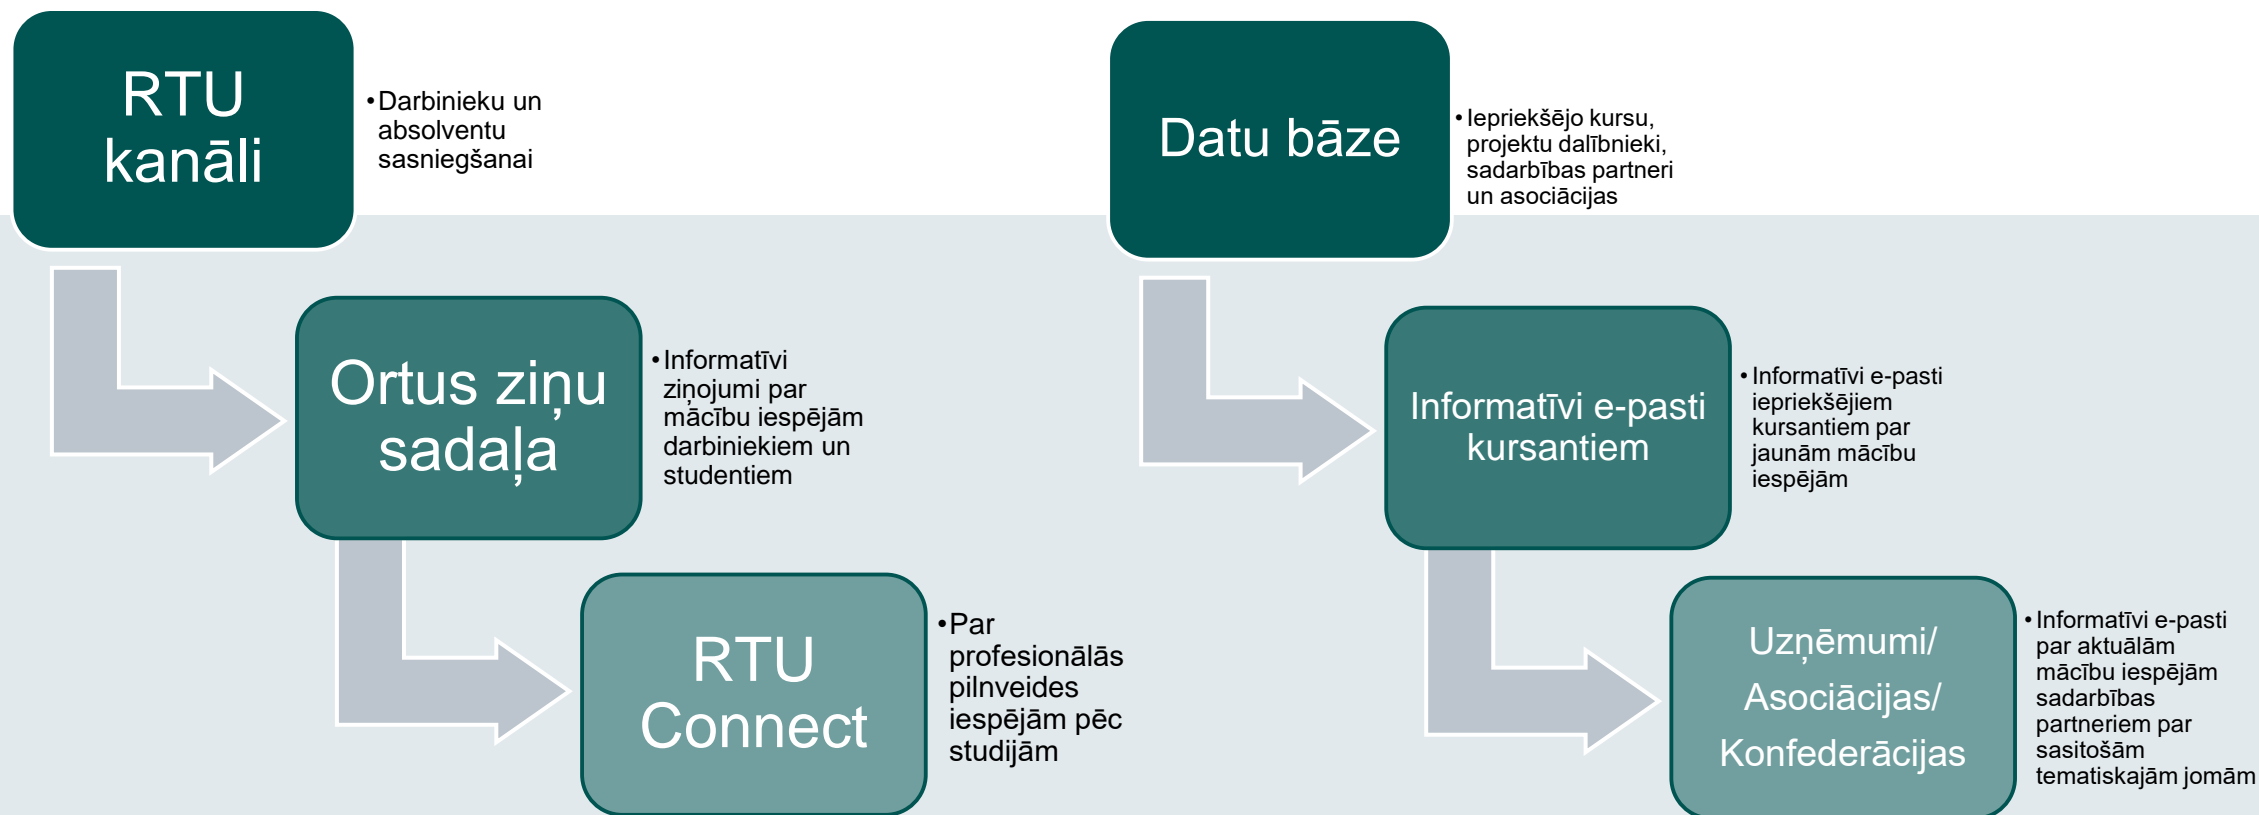 RTU
kanāli
•Darbinieku un
absolventu
sasniegšanai
Ortus ziņu
sadaļa
•Informatīvi
ziņojumi par
mācību iespējām
darbiniekiem un
studentiem
RTU
Connect
•Par
profesionālās
pilnveides
iespējām pēc
studijām
Datu bāze
•Iepriekšējo kursu,
projektu dalībnieki,
sadarbības partneri
un asociācijas
Informatīvi e-pasti
kursantiem
•Informatīvi e-pasti
iepriekšējiem
kursantiem par
jaunām mācību
iespējām
Uzņēmumi/
Asociācijas/
Konfederācijas
•Informatīvi e-pasti
par aktuālām
mācību iespējām
sadarbības
partneriem par
sasitošām
tematiskajām jomām